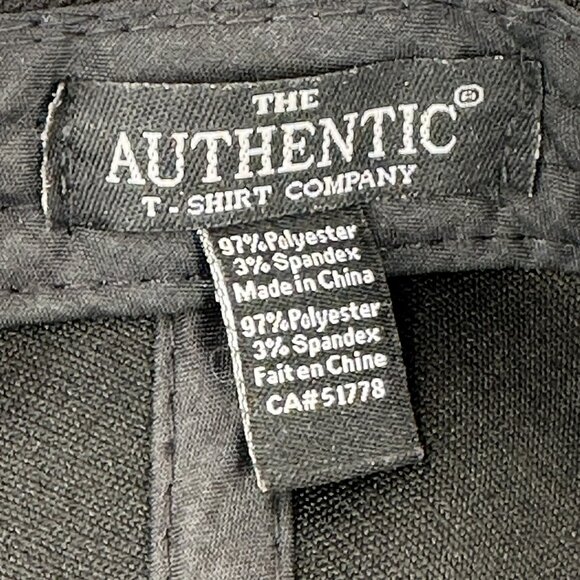 THE
AUTHENTIC®
T-SHIRT COMPANY
97%Polyester
3% Spandex
Made in China
97%Polyester
3% Spandex
Fait en Chine
CA#51778